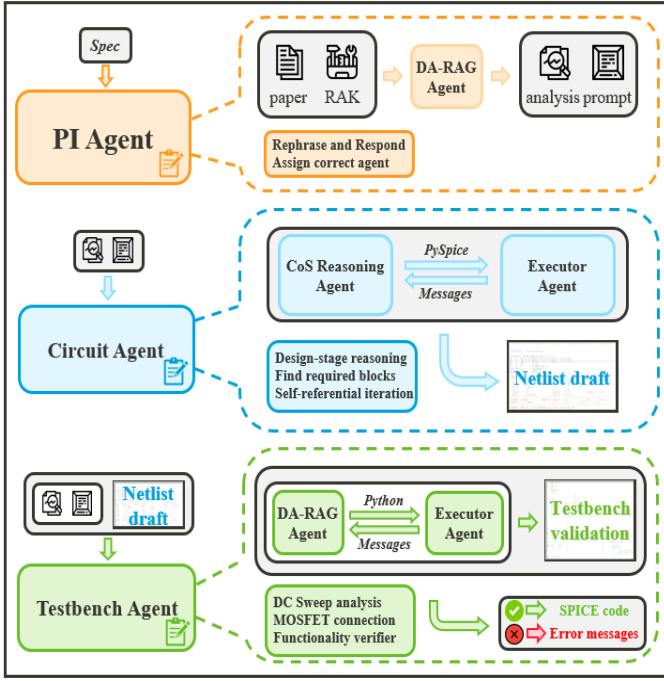 Spec
PI Agent
paper
RAK
DA-RAG
Agent
analysis prompt
Rephrase and Respond
Assign correct agent
Circuit Agent
CoS Reasoning
Agent
PySpice
Messages
Executor
Agent
Design-stage reasoning
Find required blocks
Self-referential iteration
Netlist draft
Netlist
draft
Testbench Agent
DA-RAG
Agent
Python
Messages
Executor
Agent
Testbench
validation
DC Sweep analysis
MOSFET connection
Functionality verifier
SPICE code
Error messages